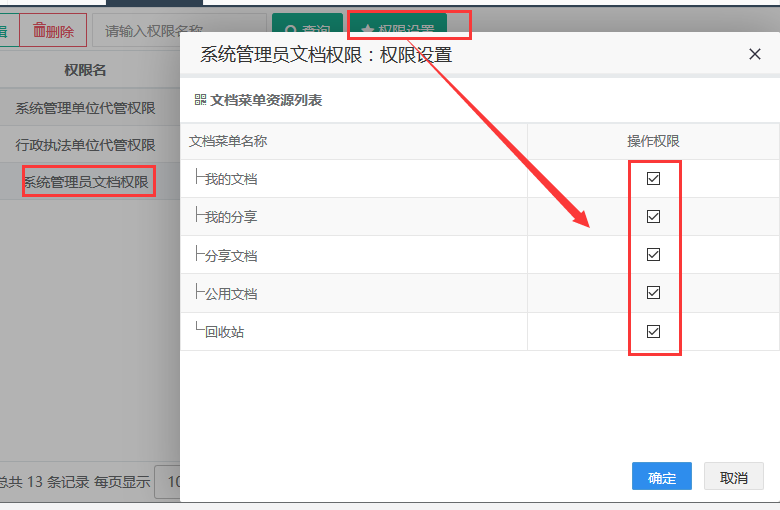 辑 删除 请输入权限名称 查询 权限设置
系统管理员文档权限：权限设置
权限名
文档菜单资源列表
系统管理单位代管权限
行政执法单位代管权限
系统管理员文档权限
文档菜单名称 操作权限
我的文档
我的分享
分享文档
公用文档
回收站
总共 13 条记录 每页显示 10
确定 取消